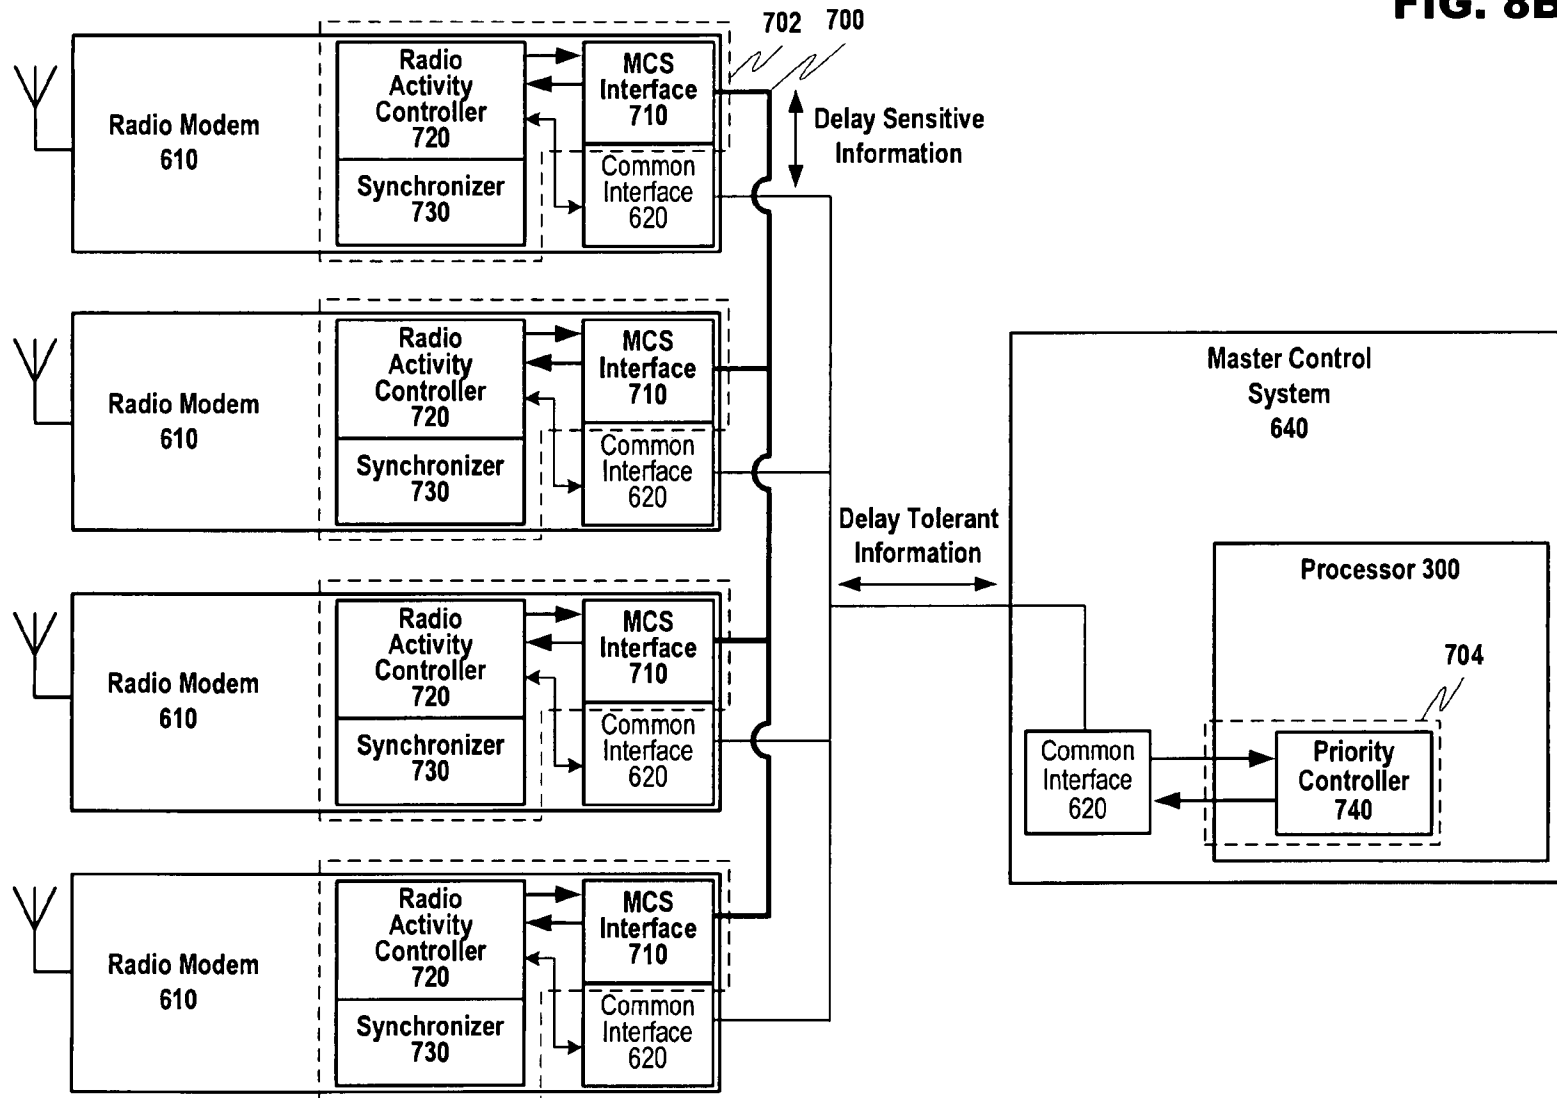 FIG. 8B
702 700
Radio Modem
610
Radio
Activity
Controller
720
Synchronizer
730
MCS
Interface
710
Common
Interface
620
Delay Sensitive
Information
Radio Modem
610
Radio
Activity
Controller
720
Synchronizer
730
MCS
Interface
710
Common
Interface
620
Radio Modem
610
Radio
Activity
Controller
720
Synchronizer
730
MCS
Interface
710
Common
Interface
620
Radio Modem
610
Radio
Activity
Controller
720
Synchronizer
730
MCS
Interface
710
Common
Interface
620
Delay Tolerant
Information
Master Control
System
640
Processor 300
704
Common
Interface
620
Priority
Controller
740